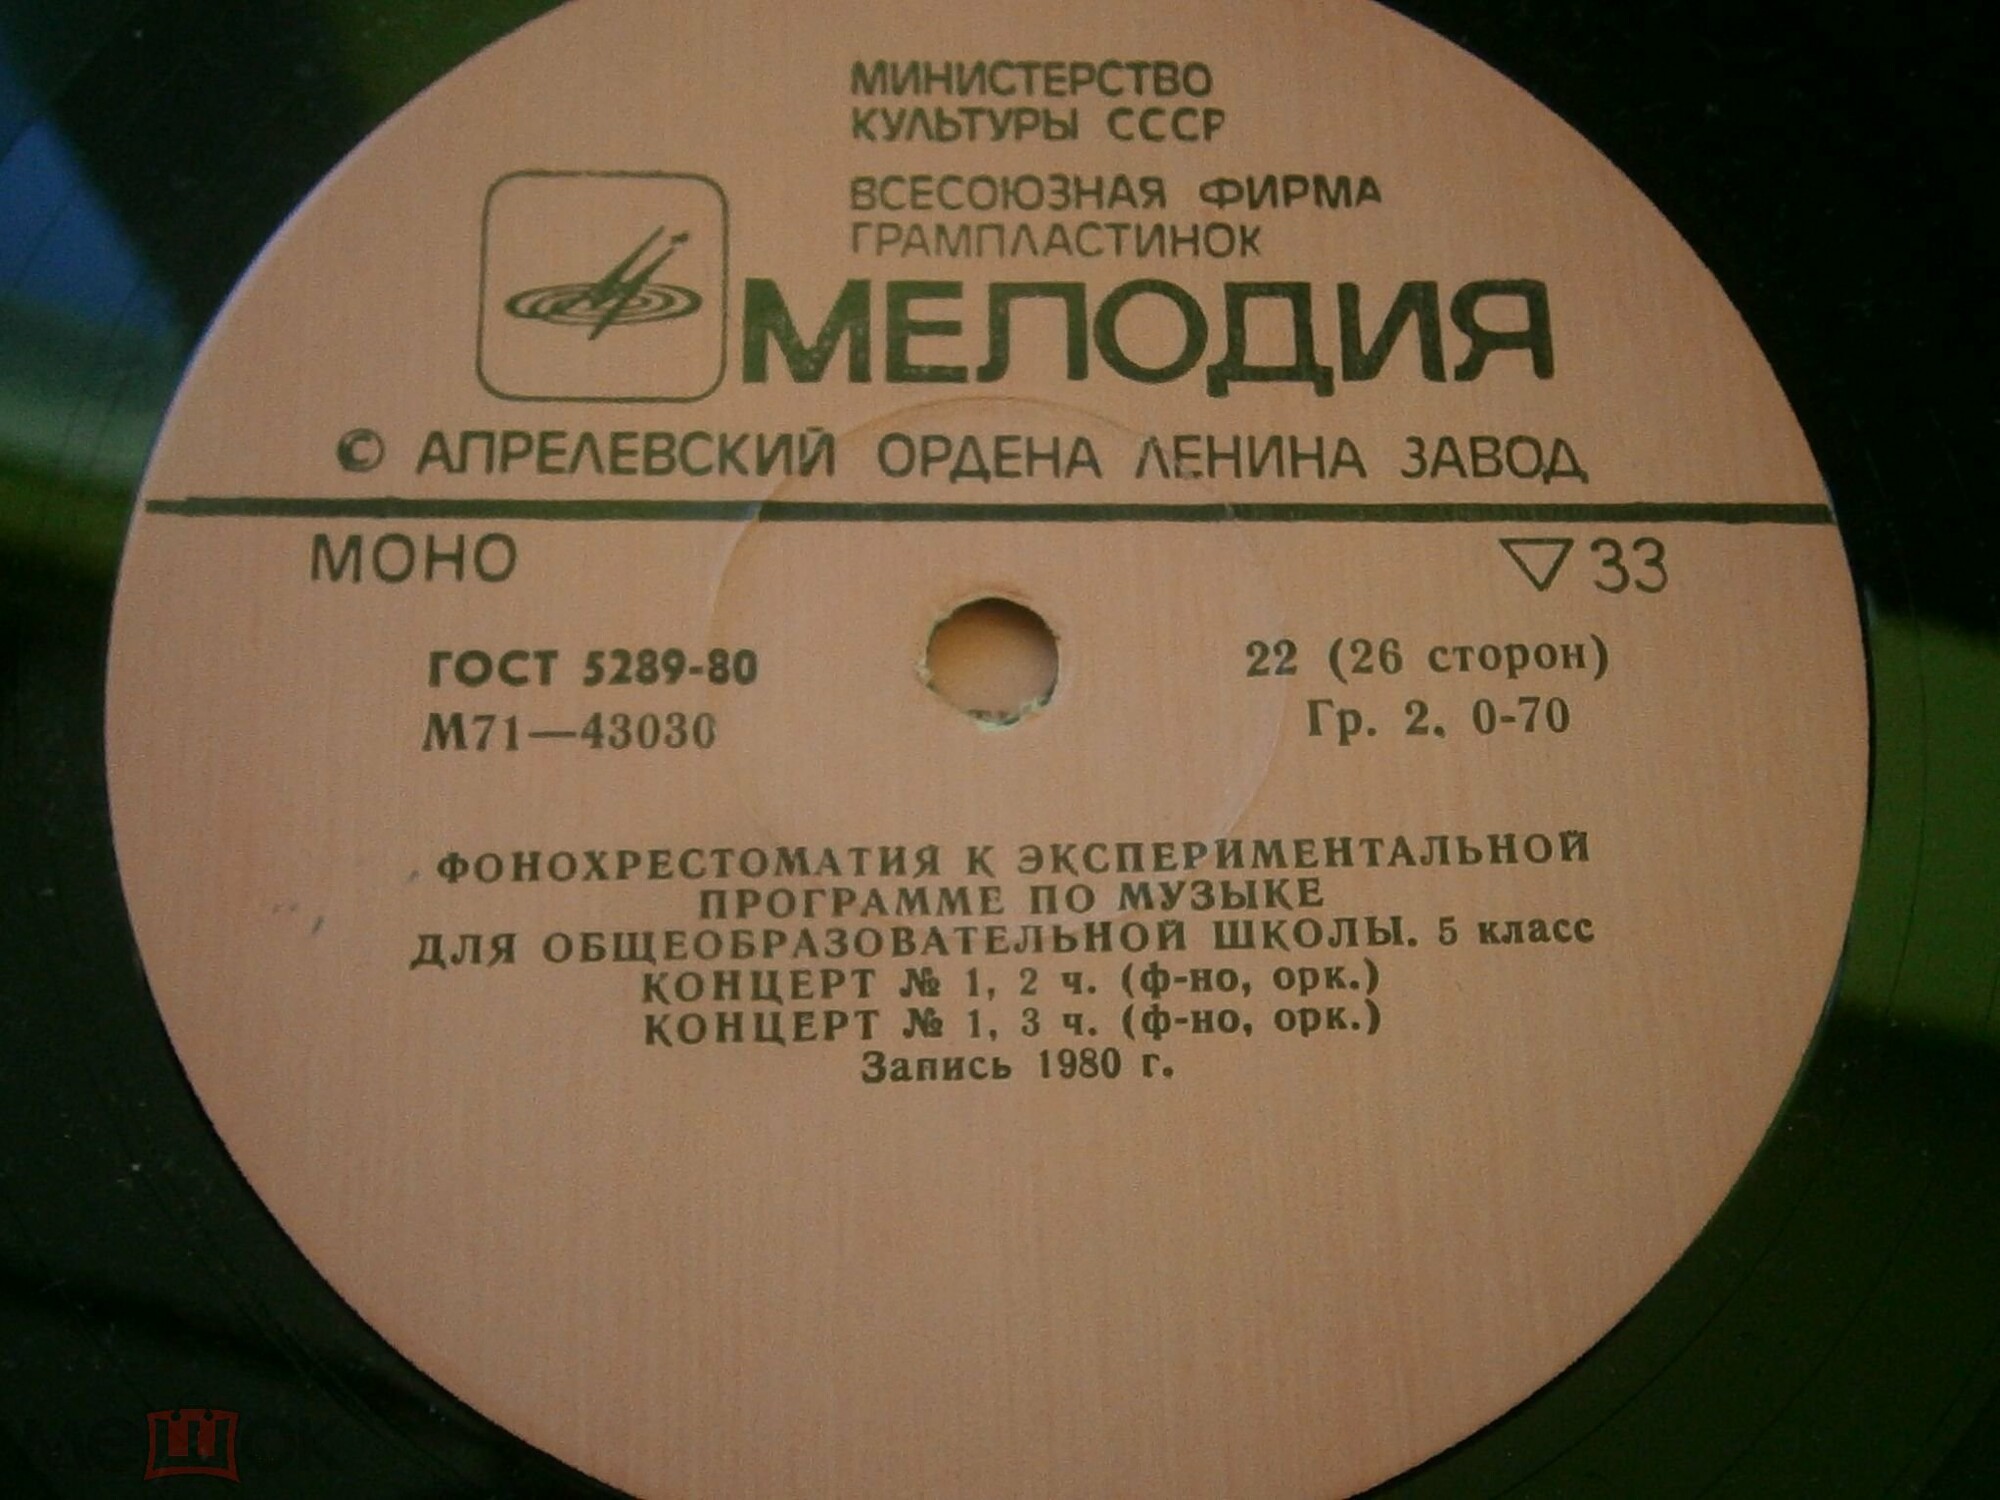 МИНИСТЕРСТВО
КУЛЬТУРЫ СССР
ВСЕСОЮЗНАЯ ФИРМА
ГРАМПЛАСТИНОК
МЕЛОДИЯ
© АПРЕЛЕВСКИЙ ОРДЕНА ЛЕНИНА ЗАВОД
МОНО
▽ 33
ГОСТ 5289-80
22 (26 сторон)
М71—43030
Гр. 2. 0-70
ФОНОХРЕСТОМАТИЯ К ЭКСПЕРИМЕНТАЛЬНОЙ
ПРОГРАММЕ ПО МУЗЫКЕ
ДЛЯ ОБЩЕОБРАЗОВАТЕЛЬНОЙ ШКОЛЫ. 5 класс
КОНЦЕРТ № 1, 2 ч. (ф-но, орк.)
КОНЦЕРТ № 1, 3 ч. (ф-но, орк.)
Запись 1980 г.
мешок